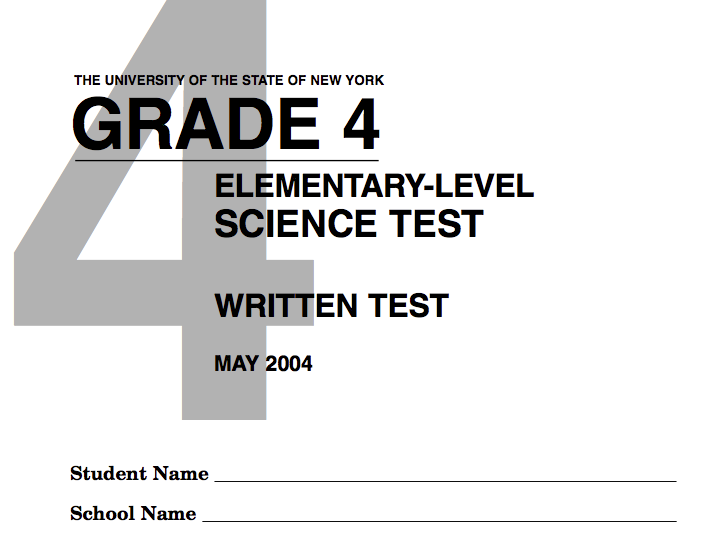 THE UNIVERSITY OF THE STATE OF NEW YORK
GRADE 4
ELEMENTARY-LEVEL
SCIENCE TEST
WRITTEN TEST
MAY 2004
Student Name
School Name
4